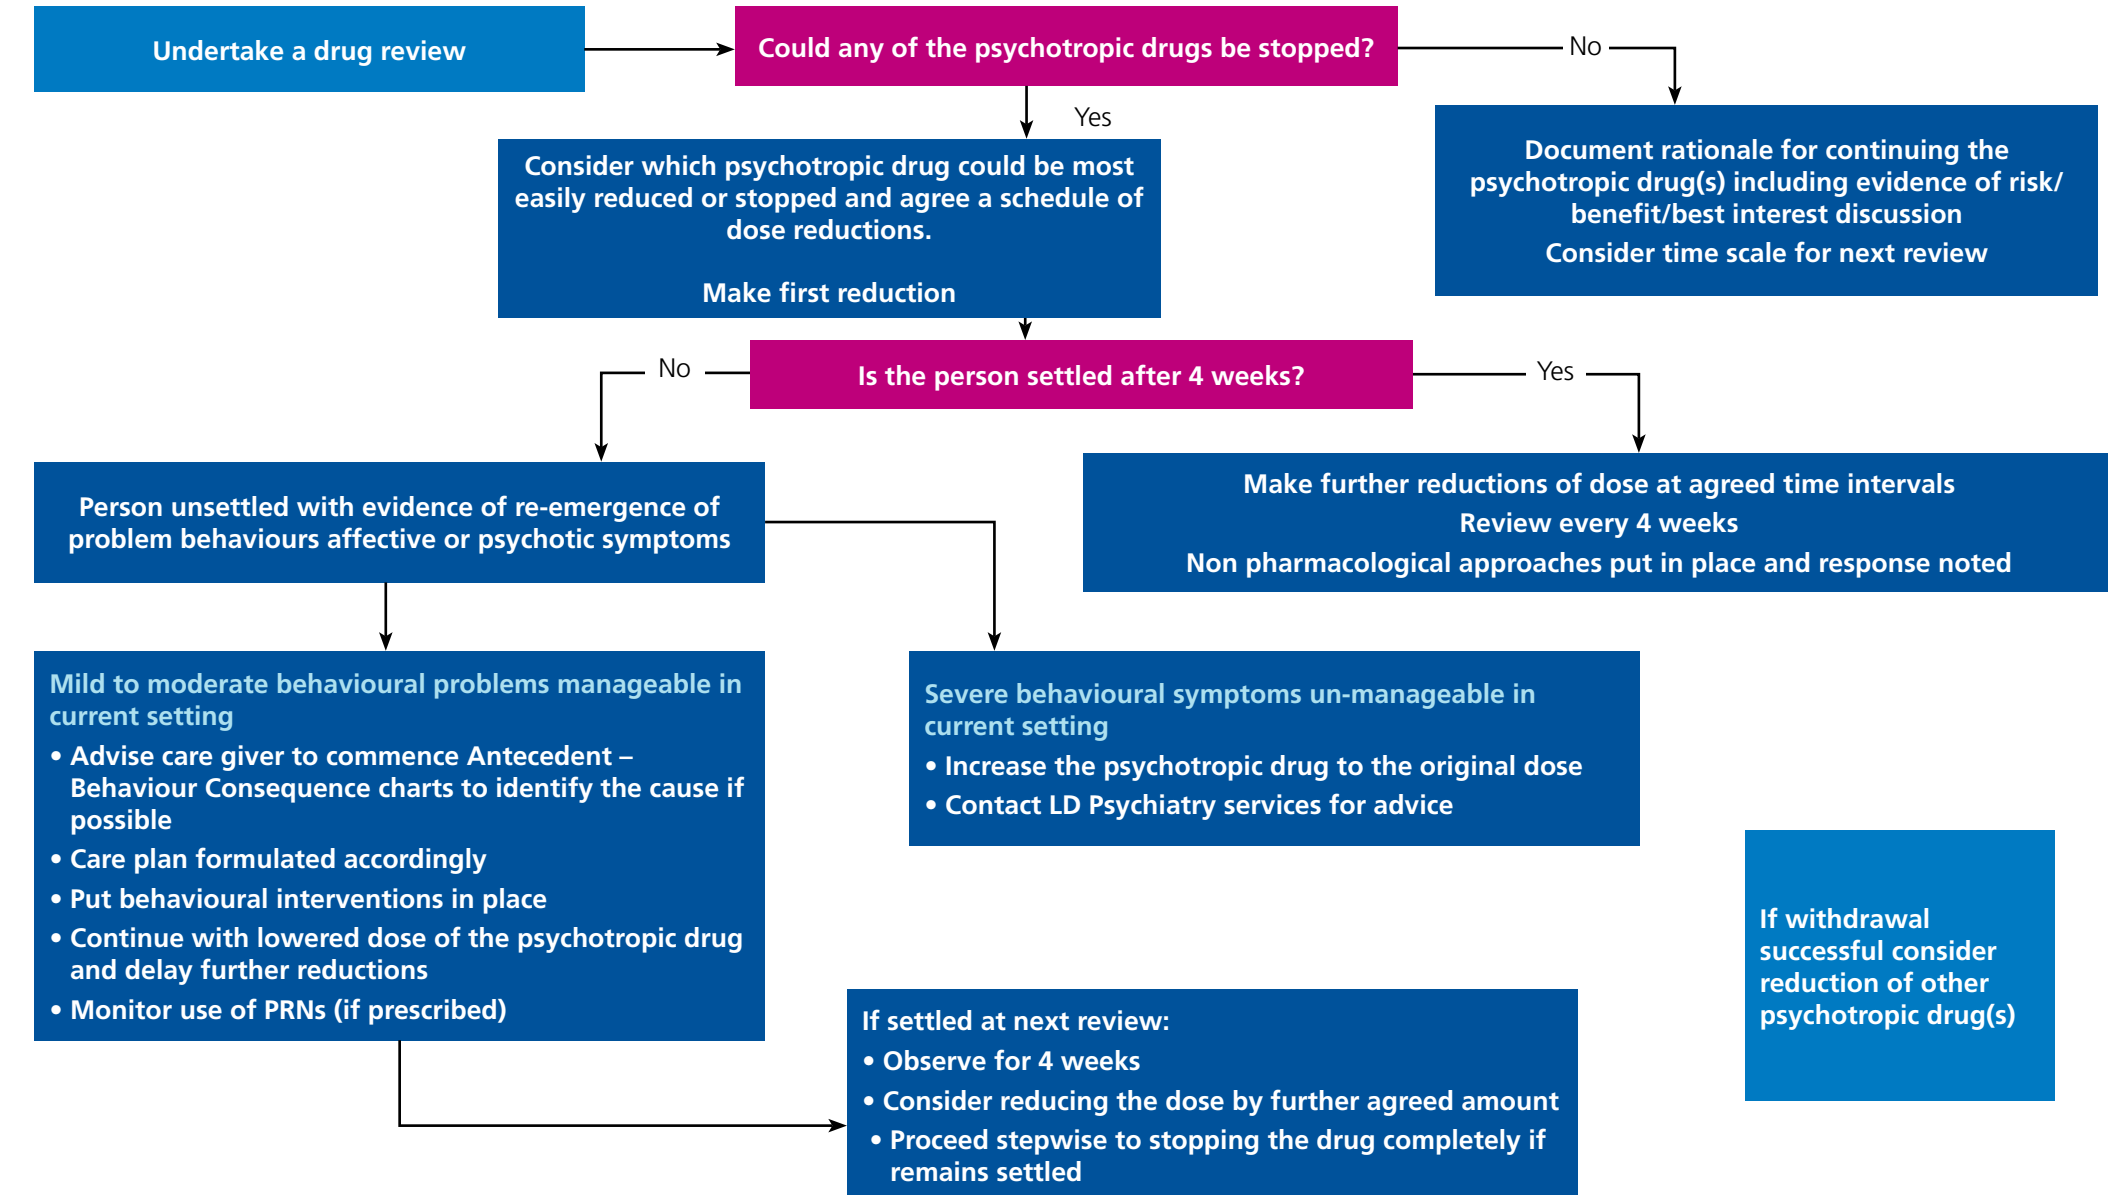 Undertake a drug review
Could any of the psychotropic drugs be stopped?
No
Yes
Document rationale for continuing the
psychotropic drug(s) including evidence of risk/
benefit/best interest discussion
Consider time scale for next review
Consider which psychotropic drug could be most
easily reduced or stopped and agree a schedule of
dose reductions.
Make first reduction
Is the person settled after 4 weeks?
No
Yes
Person unsettled with evidence of re-emergence of
problem behaviours affective or psychotic symptoms
Make further reductions of dose at agreed time intervals
Review every 4 weeks
Non pharmacological approaches put in place and response noted
Mild to moderate behavioural problems manageable in
current setting
• Advise care giver to commence Antecedent –
Behaviour Consequence charts to identify the cause if
possible
• Care plan formulated accordingly
• Put behavioural interventions in place
• Continue with lowered dose of the psychotropic drug
and delay further reductions
• Monitor use of PRNs (if prescribed)
Severe behavioural symptoms un-manageable in
current setting
• Increase the psychotropic drug to the original dose
• Contact LD Psychiatry services for advice
If settled at next review:
• Observe for 4 weeks
• Consider reducing the dose by further agreed amount
• Proceed stepwise to stopping the drug completely if
remains settled
If withdrawal
successful consider
reduction of other
psychotropic drug(s)